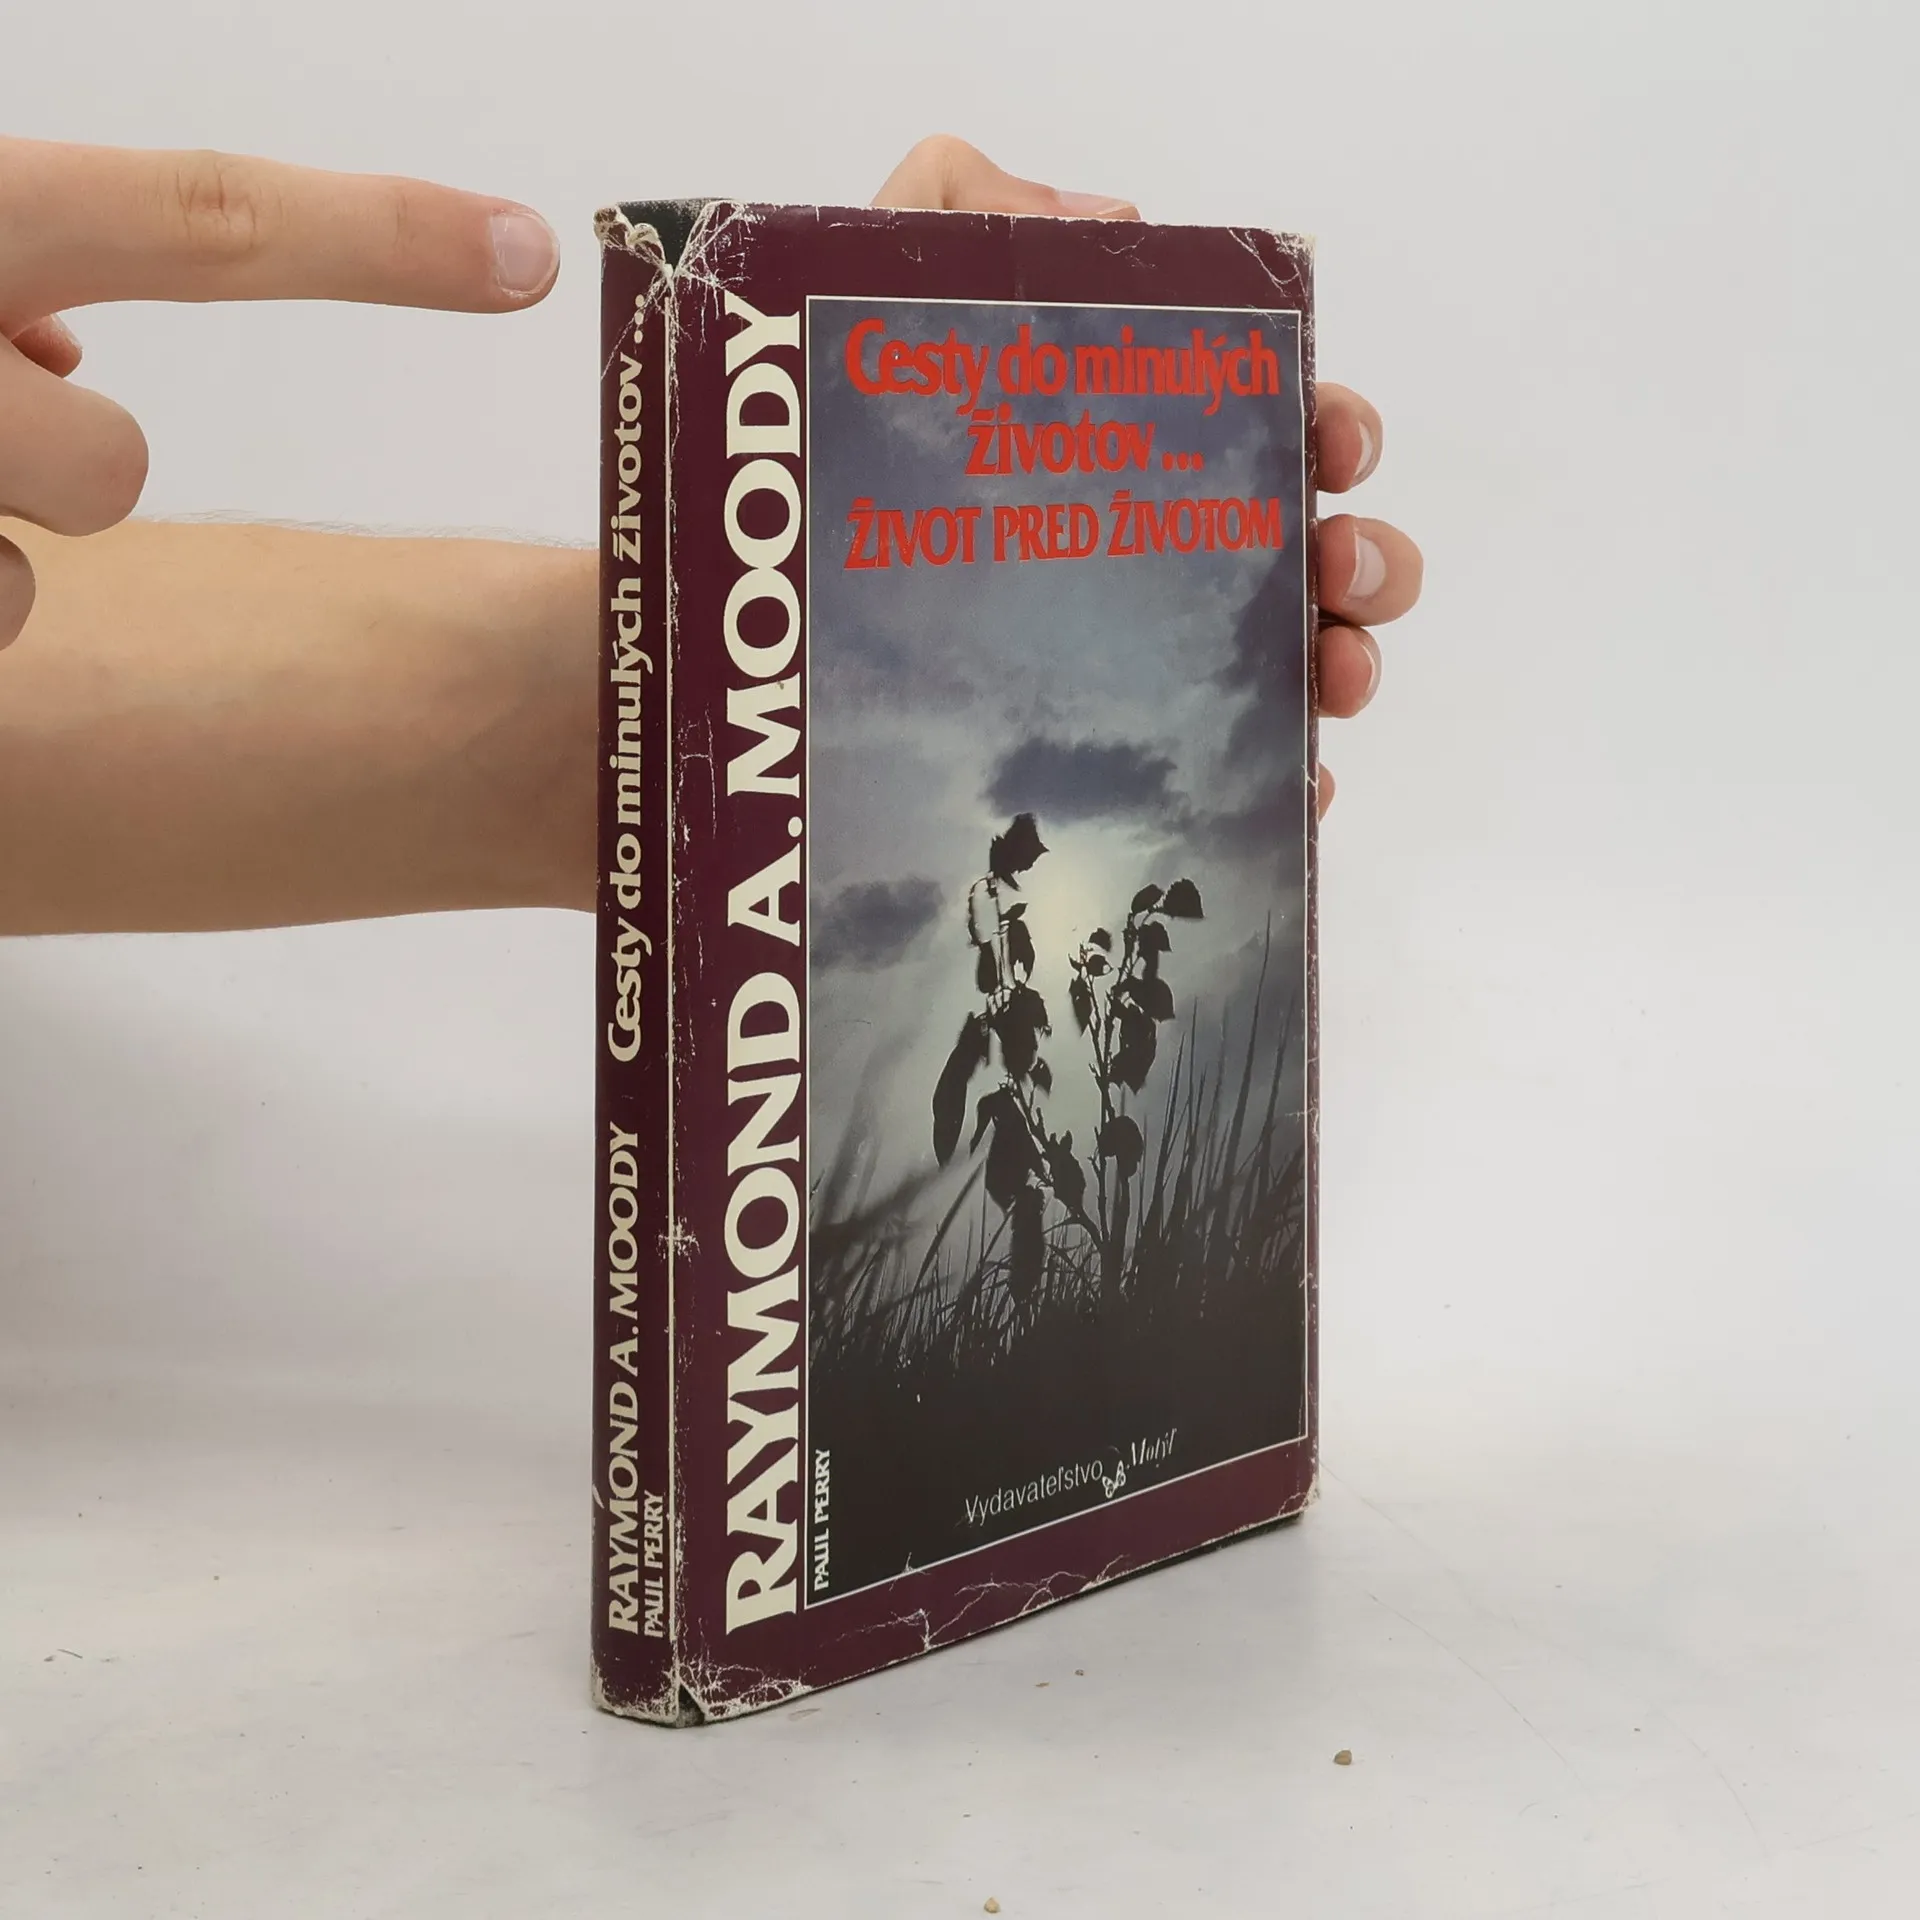 RAYMOND A. MOODY Cesty do minulých životov...
PAUL PERRY
RAYMOND A. MOODY
PAUL PERRY
Cesty do minulých
životov...
ŽIVOT PRED ŽIVOTOM
Vydavateľstvo Motýľ